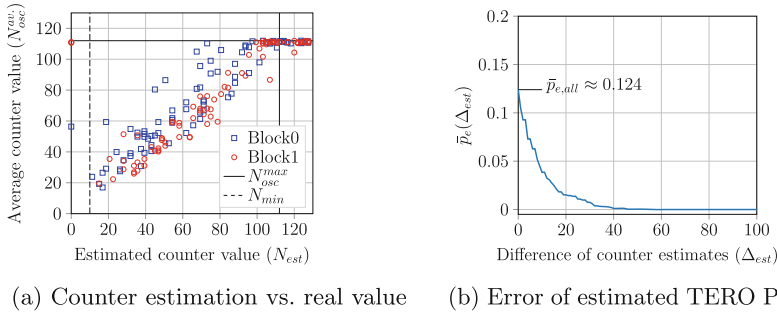 120
100
80
60
40
20
0
Average counter value (N_osc^av.)
0 20 40 60 80 100 120
Estimated counter value (N_est)
Block0
Block1
N_osc^max
N_min
(a) Counter estimation vs. real value
0.2
0.15
0.1
0.05
0
p̄_e(Δ_est)
p̄_e,all ≈ 0.124
0 20 40 60 80 100
Difference of counter estimates (Δ_est)
(b) Error of estimated TERO P